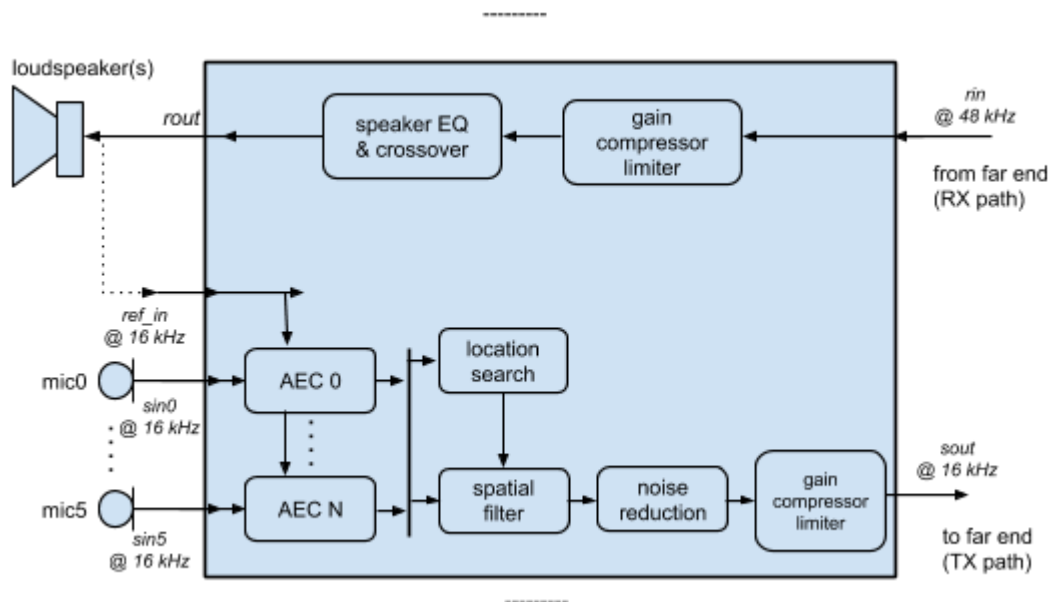 ---------
loudspeaker(s)
rout
speaker EQ
& crossover
gain
compressor
limiter
rin
@ 48 kHz
from far end
(RX path)
ref_in
@ 16 kHz
mic0
sin0
@ 16 kHz
AEC 0
location
search
mic5
sin5
@ 16 kHz
AEC N
spatial
filter
noise
reduction
gain
compressor
limiter
sout
@ 16 kHz
to far end
(TX path)
---------